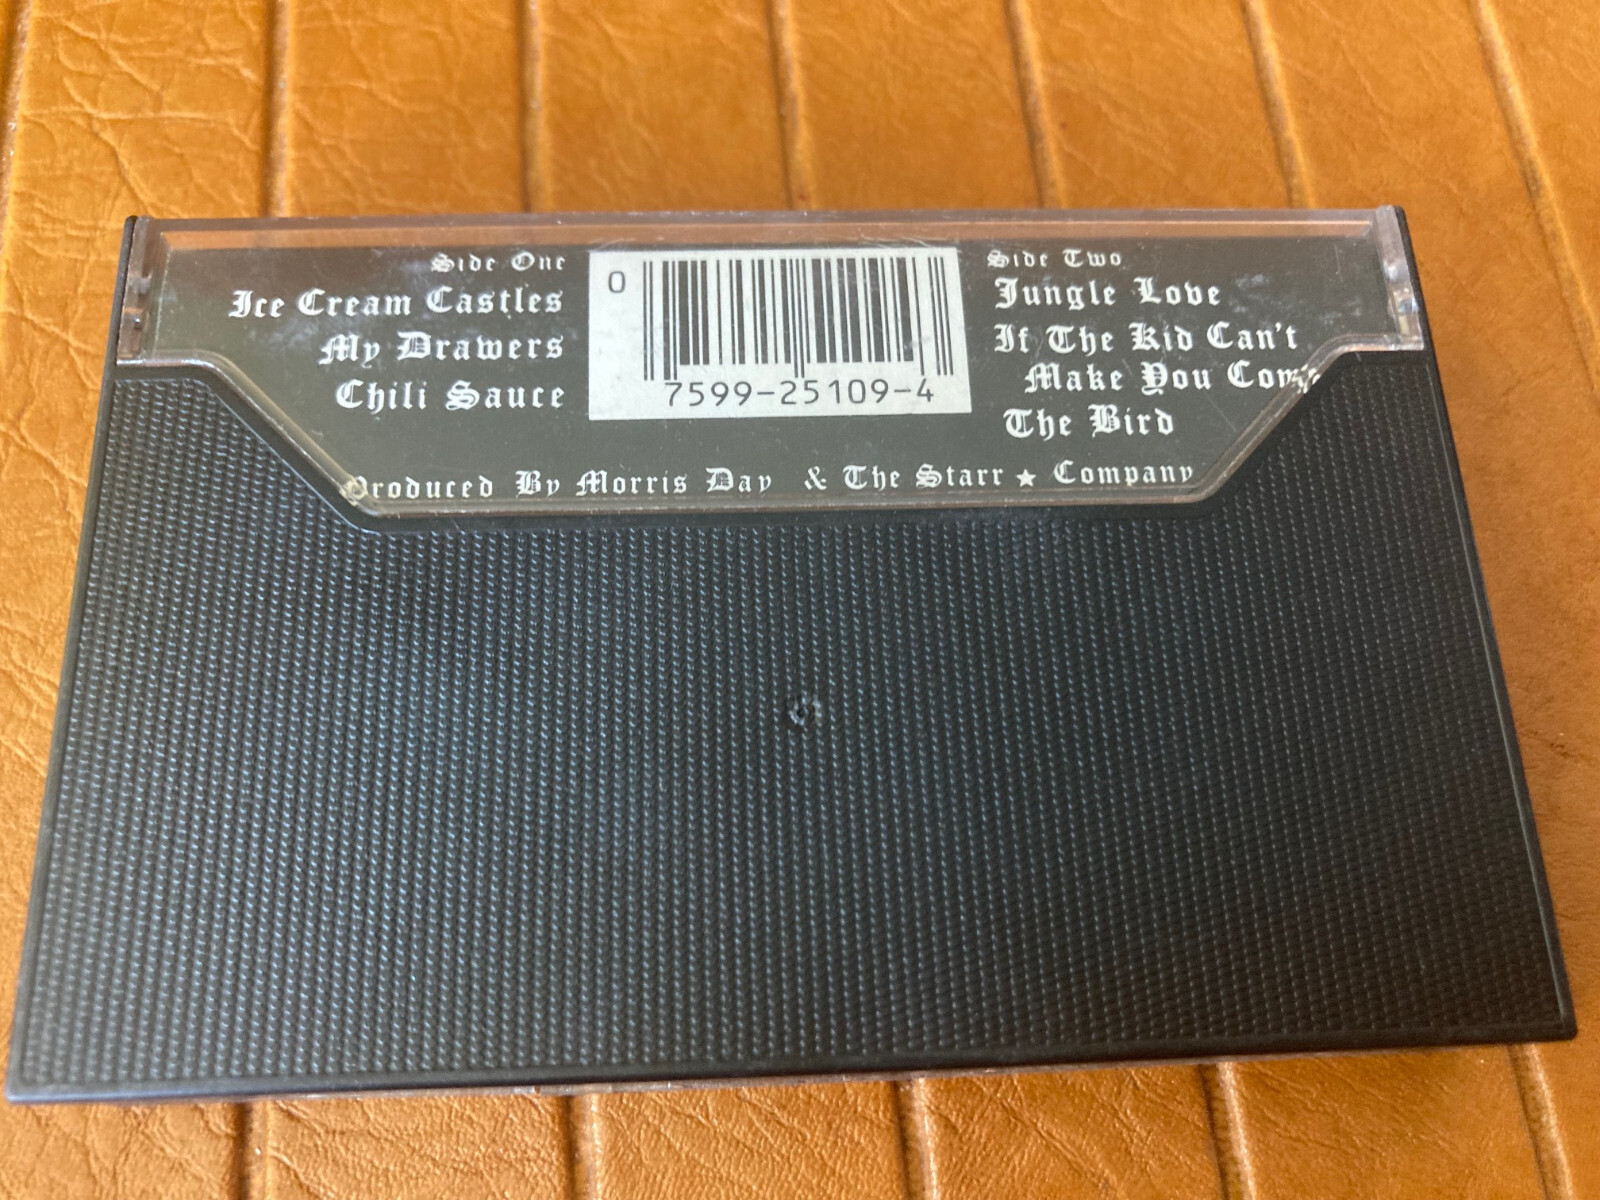 Side One
Ice Cream Castles
My Drawers
Chili Sauce
0
7599-25109-4
Side Two
Jungle Love
If The Kid Can't
Make You Come
The Bird
Produced By Morris Day & The Starr ★ Company